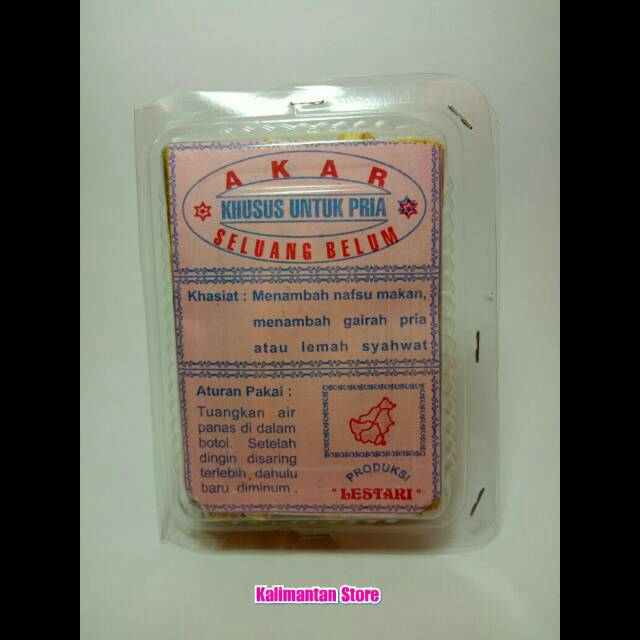 AKAR
KHUSUS UNTUK PRIA
SELUANG BELUM
Khasiat : Menambah nafsu makan,
menambah gairah pria
atau lemah syahwat
Aturan Pakai :
Tuangkan air
panas di dalam
botol. Setelah
dingin disaring
terlebih dahulu
baru diminum.
PRODUKSI
"LESTARI"
Kalimantan Store